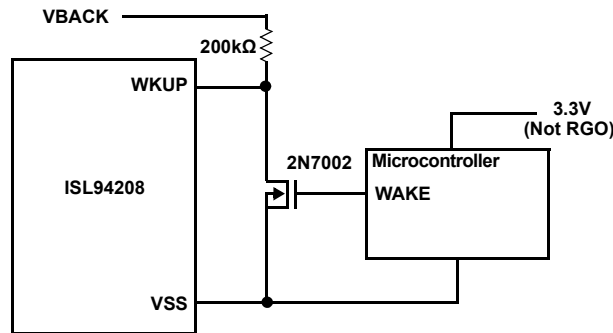 VBACK
200kΩ
WKUP
3.3V
(Not RGO)
2N7002
Microcontroller
ISL94208
WAKE
VSS